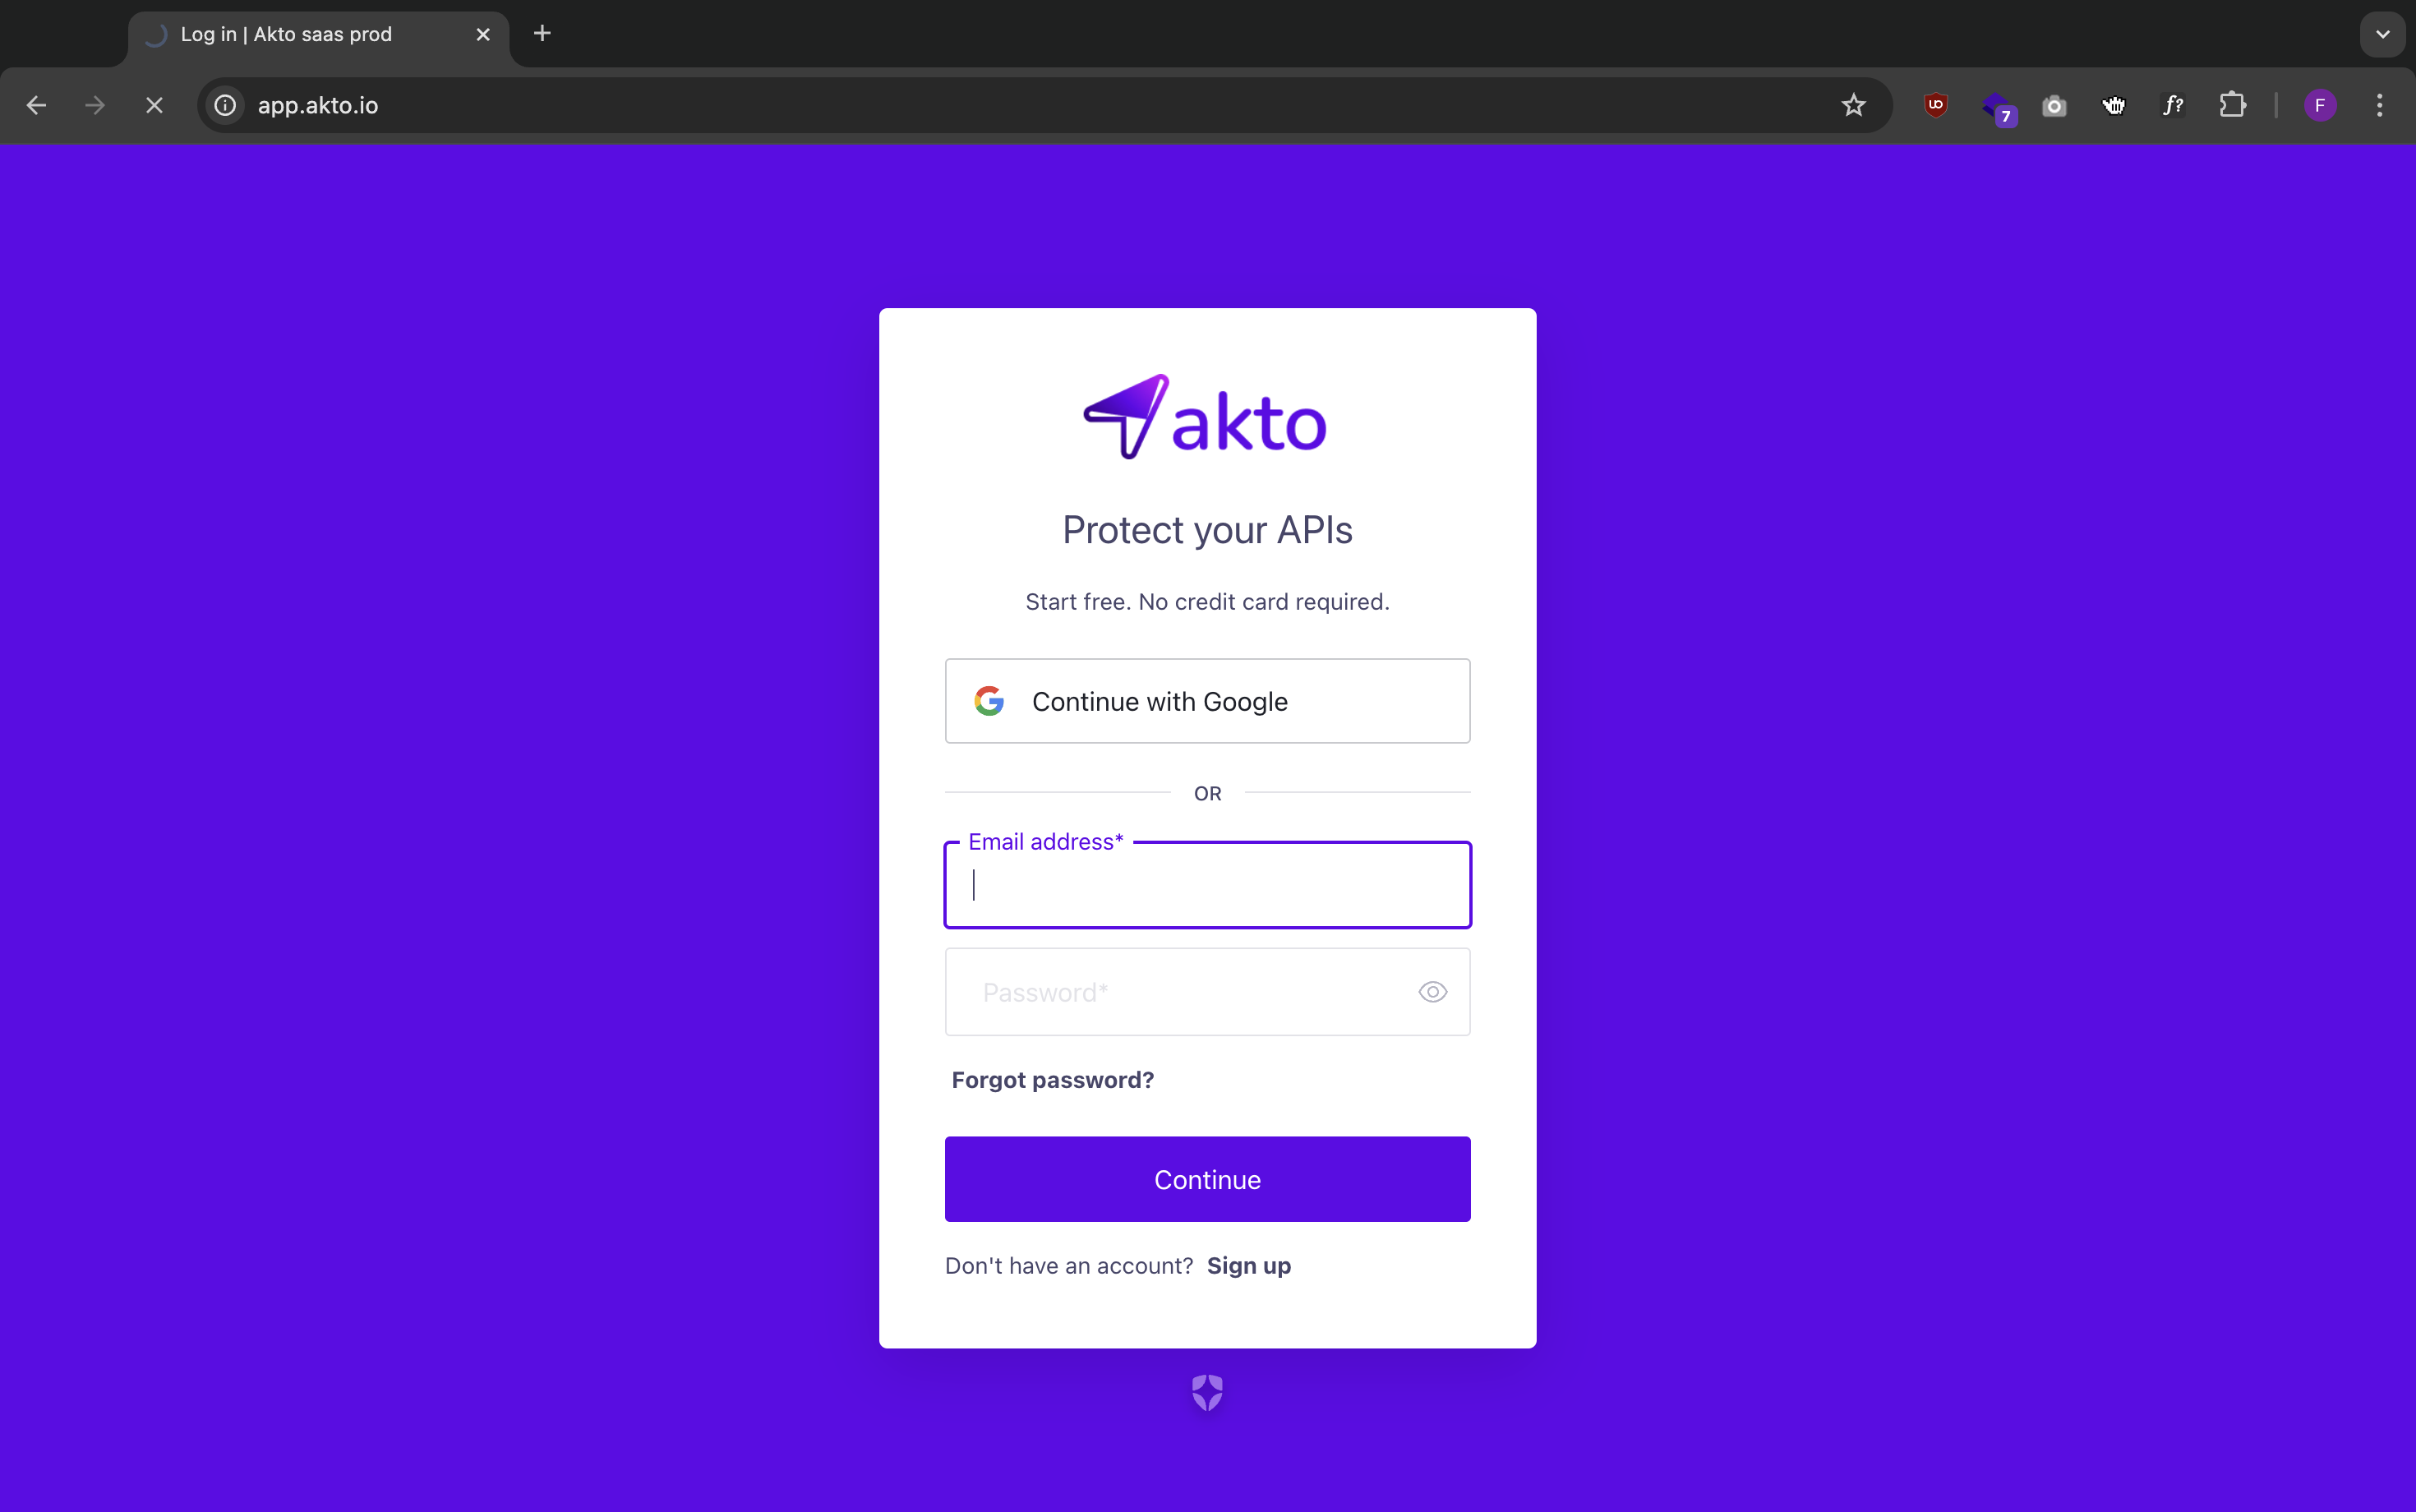 Log in | Akto saas prod
app.akto.io
7
f?
F
akto
Protect your APIs
Start free. No credit card required.
Continue with Google
OR
Email address*
Password*
Forgot password?
Continue
Don't have an account? Sign up